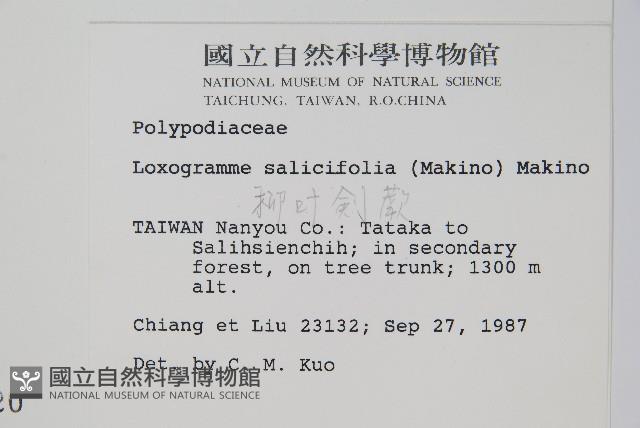 國立自然科學博物館
NATIONAL MUSEUM OF NATURAL SCIENCE
TAICHUNG, TAIWAN, R.O.CHINA
Polypodiaceae
Loxogramme salicifolia (Makino) Makino
柳叶劍蕨
TAIWAN Nanyou Co.: Tataka to
Salihsienchih; in secondary
forest, on tree trunk; 1300 m
alt.
Chiang et Liu 23132; Sep 27, 1987
Det. by C. M. Kuo
國立自然科學博物館
NATIONAL MUSEUM OF NATURAL SCIENCE
20